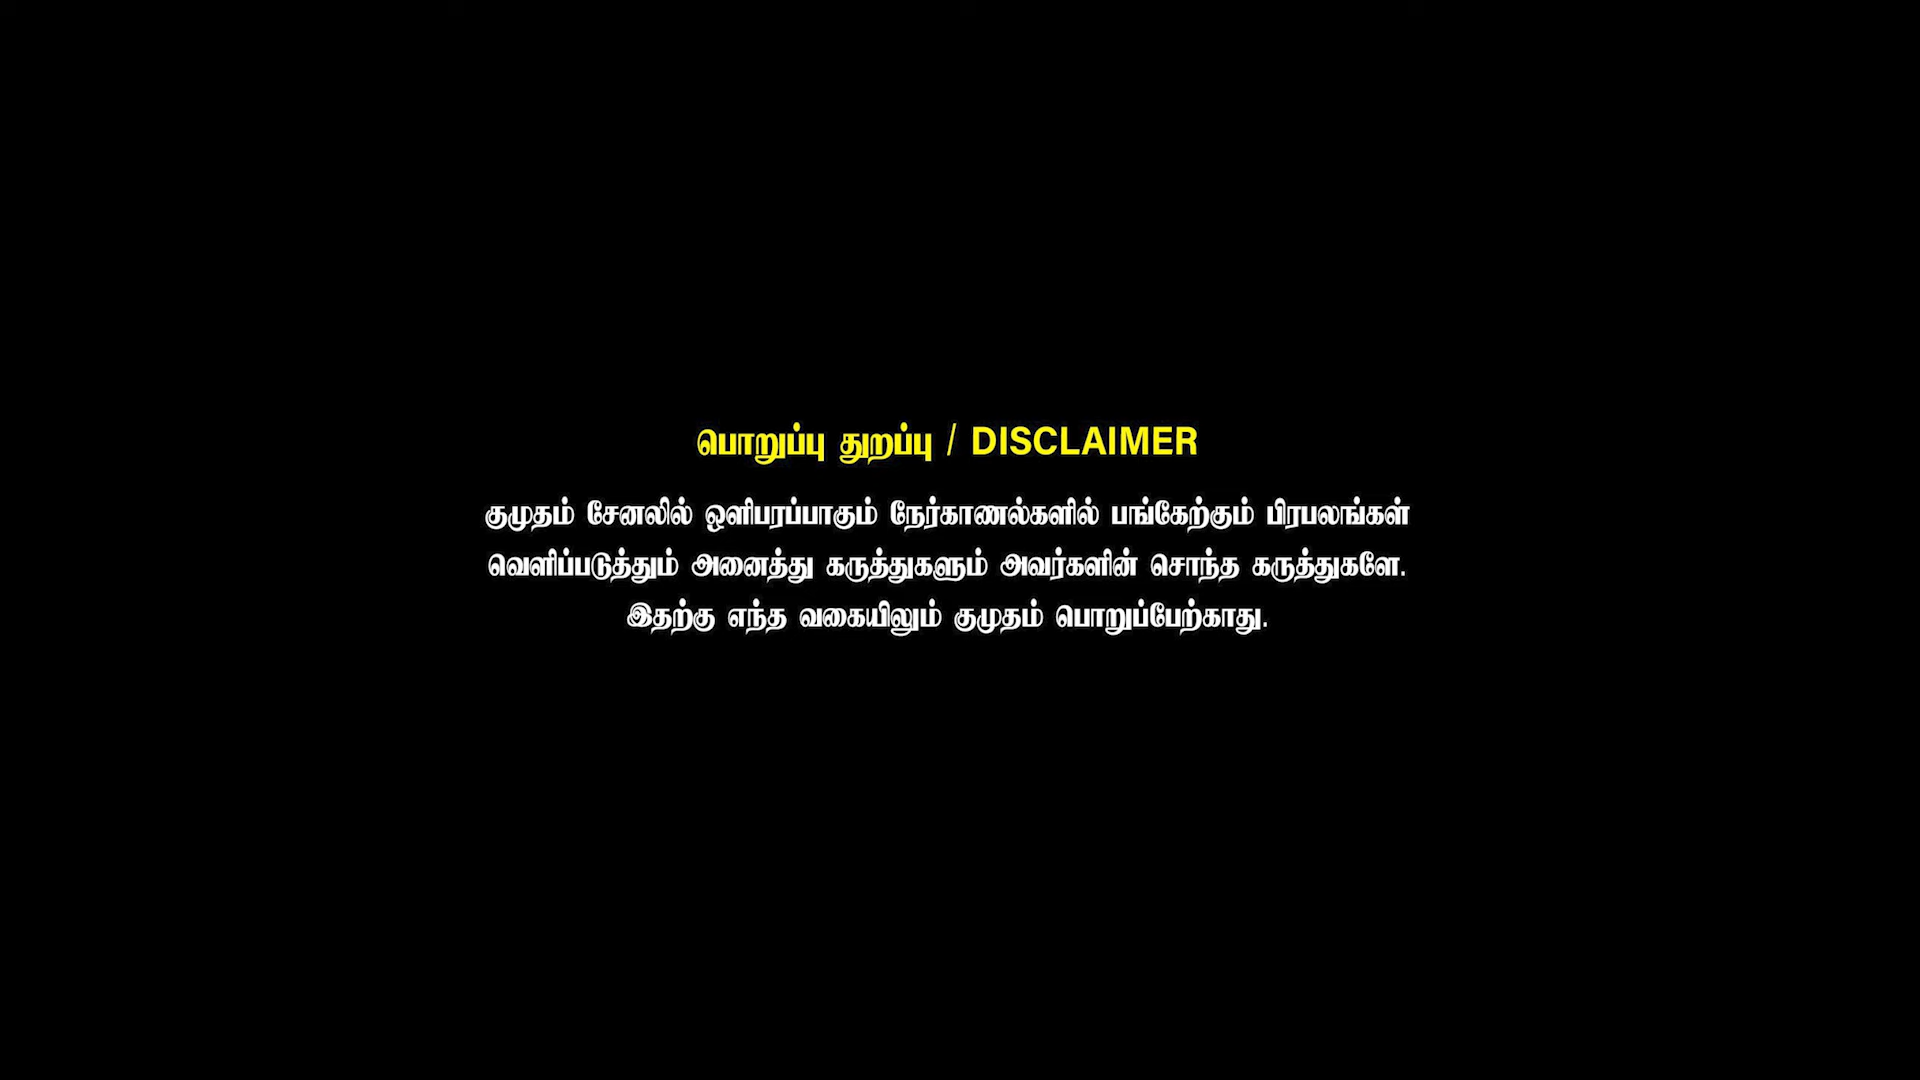 பொறுப்பு துறப்பு / DISCLAIMER
குமுதம் சேனலில் ஒளிபரப்பாகும் நேர்காணல்களில் பங்கேற்கும் பிரபலங்கள்
வெளிப்படுத்தும் அனைத்து கருத்துகளும் அவர்களின் சொந்த கருத்துகளே.
இதற்கு எந்த வகையிலும் குமுதம் பொறுப்பேற்காது.